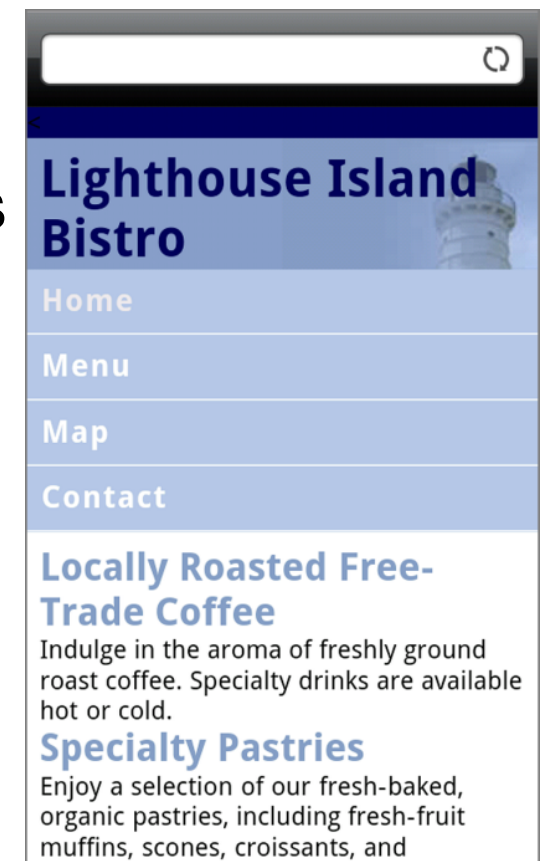 <
s
Lighthouse Island
Bistro
Home
Menu
Map
Contact
Locally Roasted Free-
Trade Coffee
Indulge in the aroma of freshly ground
roast coffee. Specialty drinks are available
hot or cold.
Specialty Pastries
Enjoy a selection of our fresh-baked,
organic pastries, including fresh-fruit
muffins, scones, croissants, and